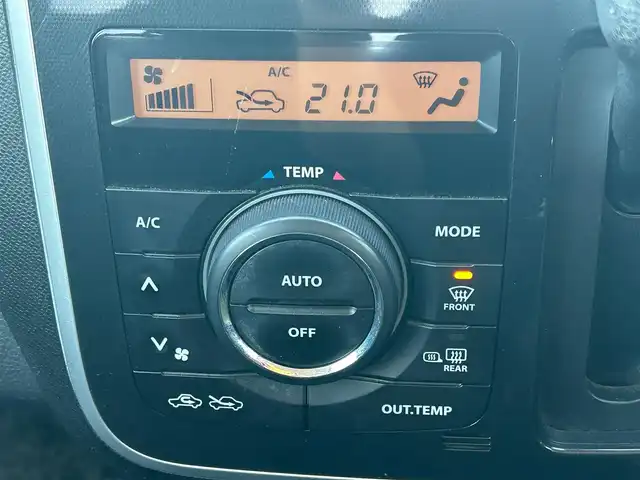 A/C
21.0
TEMP
A/C
MODE
AUTO
OFF
FRONT
REAR
OUT.TEMP